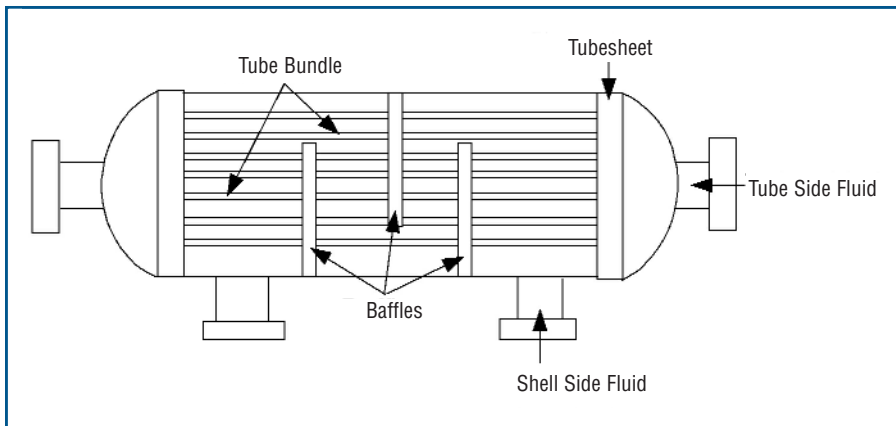 Tubesheet
Tube Bundle
Tube Side Fluid
Baffles
Shell Side Fluid